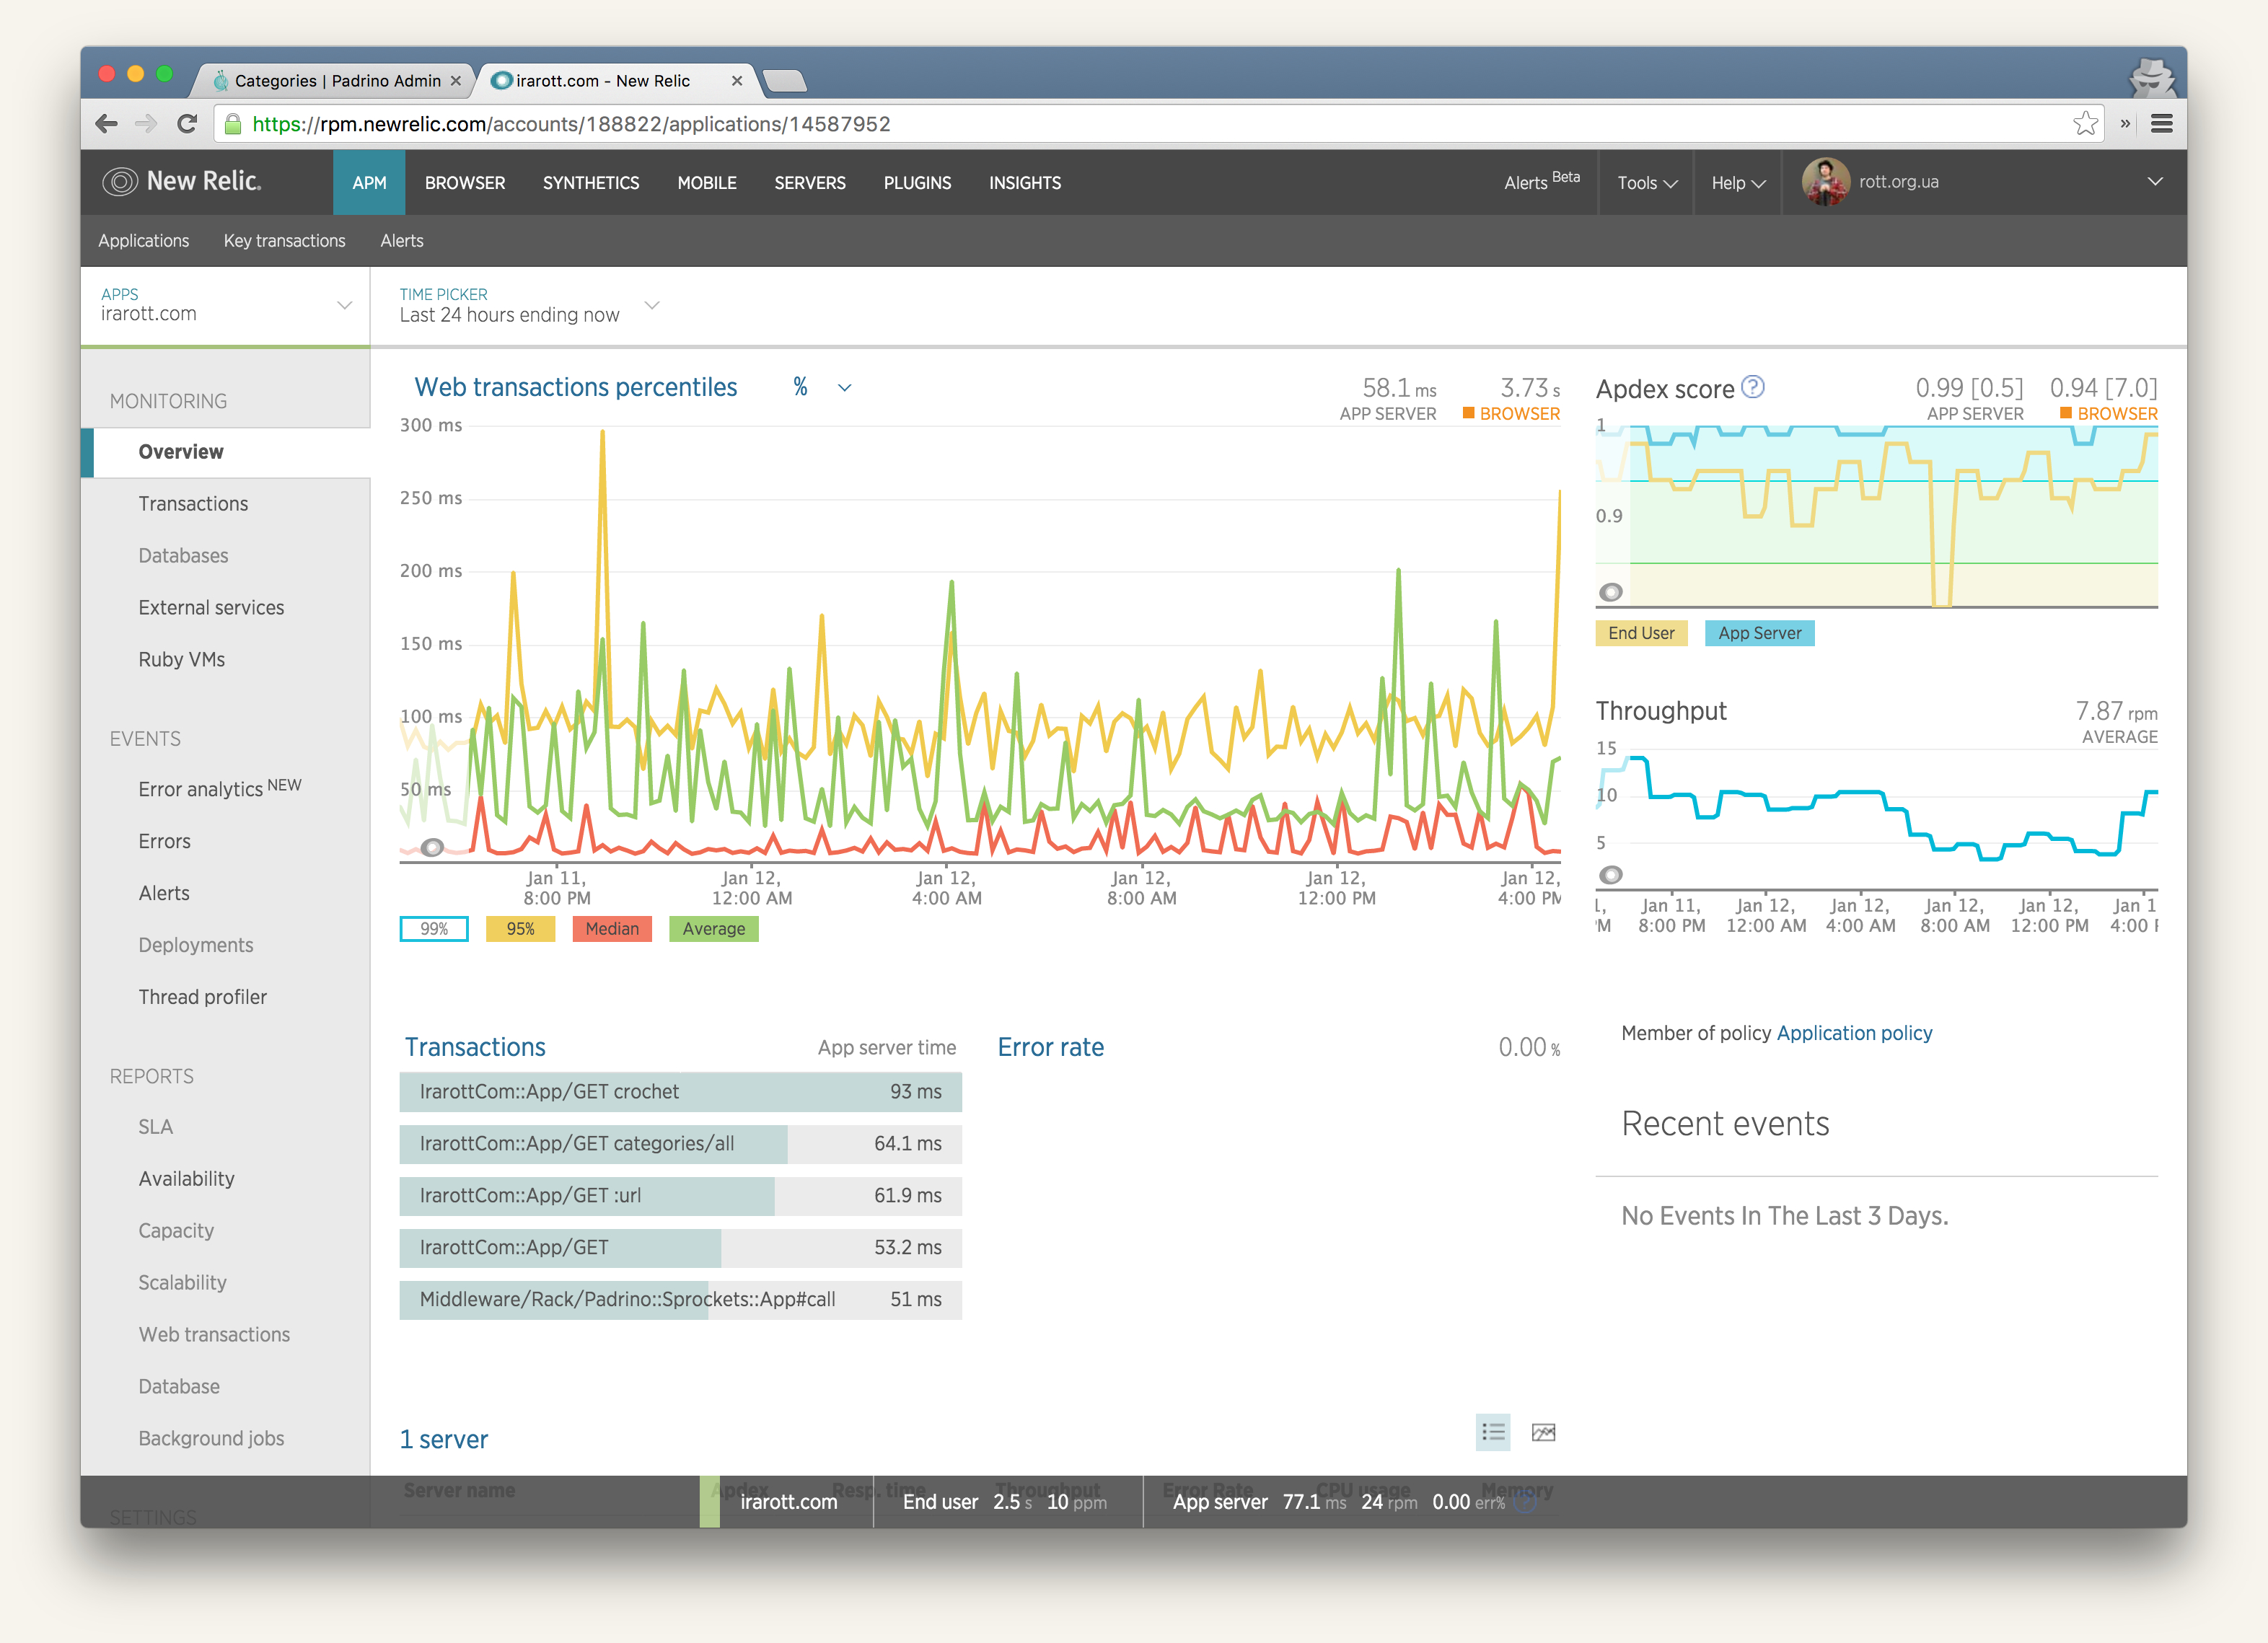 Categories | Padrino Admin
irarott.com - New Relic
https://rpm.newrelic.com/accounts/188822/applications/14587952
New Relic.
APM BROWSER SYNTHETICS MOBILE SERVERS PLUGINS INSIGHTS
Alerts Beta Tools Help rott.org.ua
Applications Key transactions Alerts
APPS
irarott.com
TIME PICKER
Last 24 hours ending now
MONITORING
Overview
Transactions
Databases
External services
Ruby VMs
EVENTS
Error analytics NEW
Errors
Alerts
Deployments
Thread profiler
REPORTS
SLA
Availability
Capacity
Scalability
Web transactions
Database
Background jobs
SETTINGS
Web transactions percentiles %
58.1 ms 3.73 s
APP SERVER BROWSER
300 ms
250 ms
200 ms
150 ms
100 ms
50 ms
Jan 11, Jan 12, Jan 12, Jan 12, Jan 12, Jan 12,
8:00 PM 12:00 AM 4:00 AM 8:00 AM 12:00 PM 4:00 PM
99% 95% Median Average
Apdex score ?
0.99 [0.5] 0.94 [7.0]
APP SERVER BROWSER
1
0.9
End User App Server
Throughput 7.87 rpm
AVERAGE
15
10
5
1, Jan 11, Jan 12, Jan 12, Jan 12, Jan 12, Jan 1
PM 8:00 PM 12:00 AM 4:00 AM 8:00 AM 12:00 PM 4:00 P
Transactions App server time
IrarottCom::App/GET crochet 93 ms
IrarottCom::App/GET categories/all 64.1 ms
IrarottCom::App/GET :url 61.9 ms
IrarottCom::App/GET 53.2 ms
Middleware/Rack/Padrino::Sprockets::App#call 51 ms
Error rate 0.00 %
Member of policy Application policy
Recent events
No Events In The Last 3 Days.
1 server
Server name Apdex Resp. time Throughput Error Rate CPU usage Memory
irarott.com End user 2.5 s 10 ppm App server 77.1 ms 24 rpm 0.00 err% ?